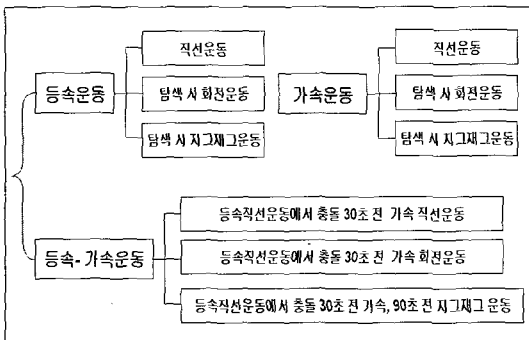 직선운동
등속운동
탐색 시 회전운동
탐색 시 지그재그운동
직선운동
가속운동
탐색 시 회전운동
탐색 시 지그재그운동
등속직선운동에서 충돌 30초 전 가속 직선운동
등속-가속운동
등속직선운동에서 충돌 30초 전 가속 회전운동
등속직선운동에서 충돌 30초 전 가속, 90초 전 지그재그 운동